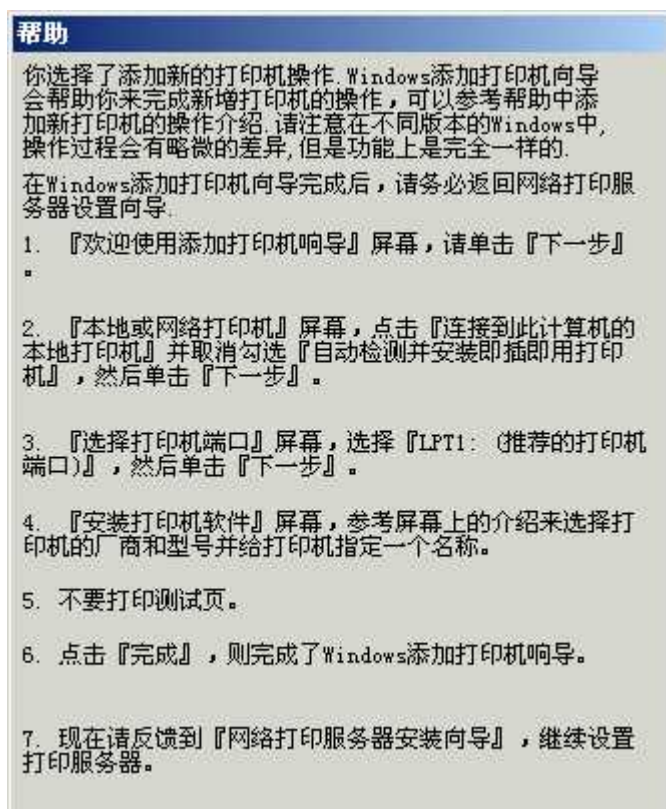 帮助
你选择了添加新的打印机操作.Windows添加打印机向导
会帮助你来完成新增打印机的操作，可以参考帮助中添
加新打印机的操作介绍.请注意在不同版本的Windows中,
操作过程会有略微的差异,但是功能上是完全一样的.
在Windows添加打印机向导完成后，请务必返回网络打印服
务器设置向导.
1. 『欢迎使用添加打印机响导』屏幕，请单击『下一步』
。
2. 『本地或网络打印机』屏幕，点击『连接到此计算机的
本地打印机』并取消勾选『自动检测并安装即插即用打印
机』，然后单击『下一步』。
3. 『选择打印机端口』屏幕，选择『LPT1: (推荐的打印机
端口)』，然后单击『下一步』。
4. 『安装打印机软件』屏幕，参考屏幕上的介绍来选择打
印机的厂商和型号并给打印机指定一个名称。
5. 不要打印测试页。
6. 点击『完成』，则完成了Windows添加打印机响导。
7. 现在请反馈到『网络打印服务器安装向导』，继续设置
打印服务器。